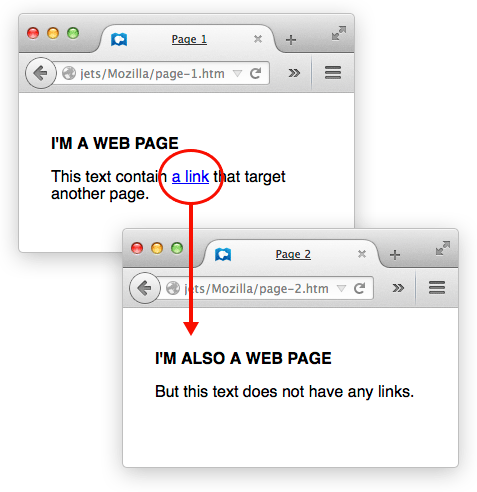 Page 1
jets/Mozilla/page-1.htm
I'M A WEB PAGE
This text contain a link that target
another page.
Page 2
jets/Mozilla/page-2.htm
I'M ALSO A WEB PAGE
But this text does not have any links.